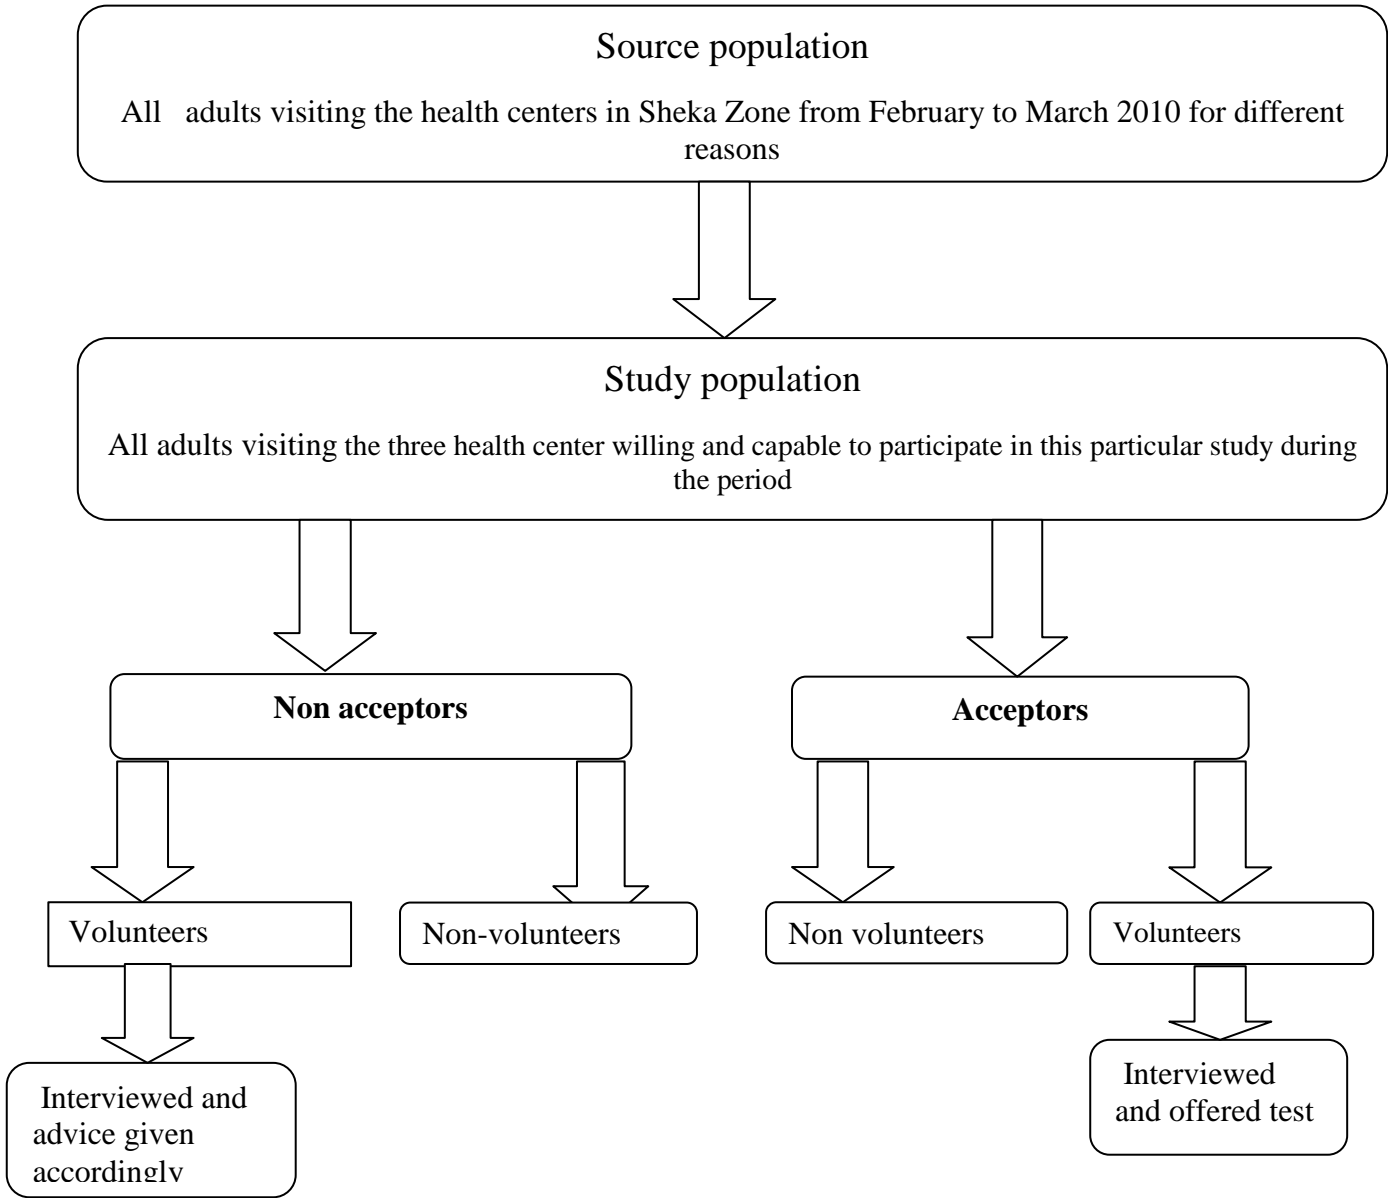 Source population
All adults visiting the health centers in Sheka Zone from February to March 2010 for different
reasons
Study population
All adults visiting the three health center willing and capable to participate in this particular study during
the period
Non acceptors
Acceptors
Volunteers
Non-volunteers
Non volunteers
Volunteers
Interviewed and
advice given
accordingly
Interviewed
and offered test